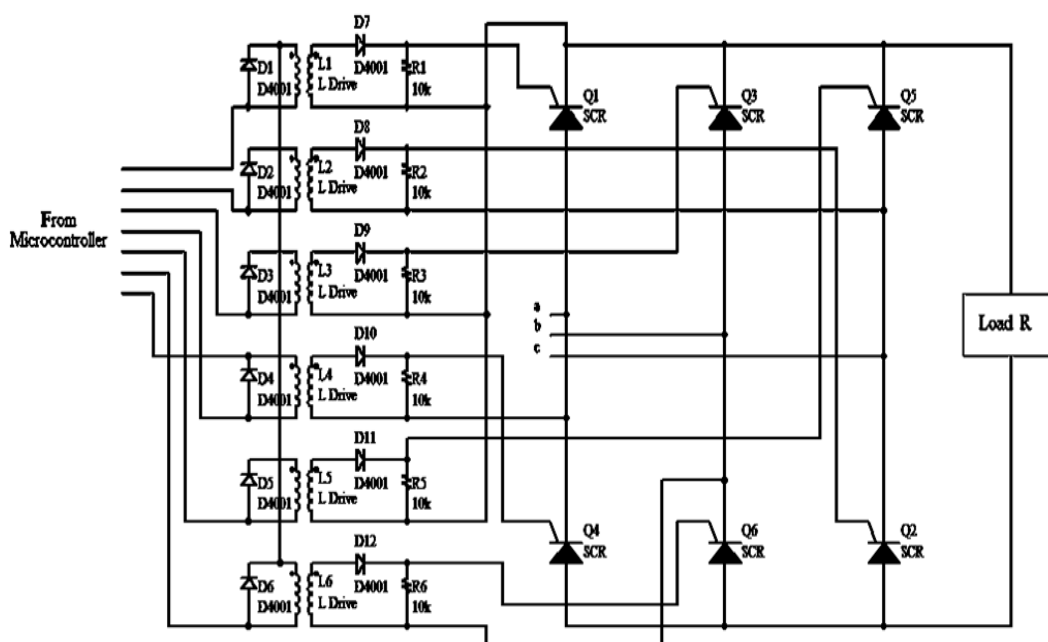 D7
D1
D4001
L1
L Drive
D4001
R1
10k
Q1
SCR
Q3
SCR
Q5
SCR
D8
D2
D4001
L2
L Drive
D4001
R2
10k
From
Microcontroller
D9
D3
D4001
L3
L Drive
D4001
R3
10k
a
b
c
Load R
D10
D4
D4001
L4
L Drive
D4001
R4
10k
D11
D5
D4001
L5
L Drive
D4001
R5
10k
Q4
SCR
Q6
SCR
Q2
SCR
D12
D6
D4001
L6
L Drive
D4001
R6
10k